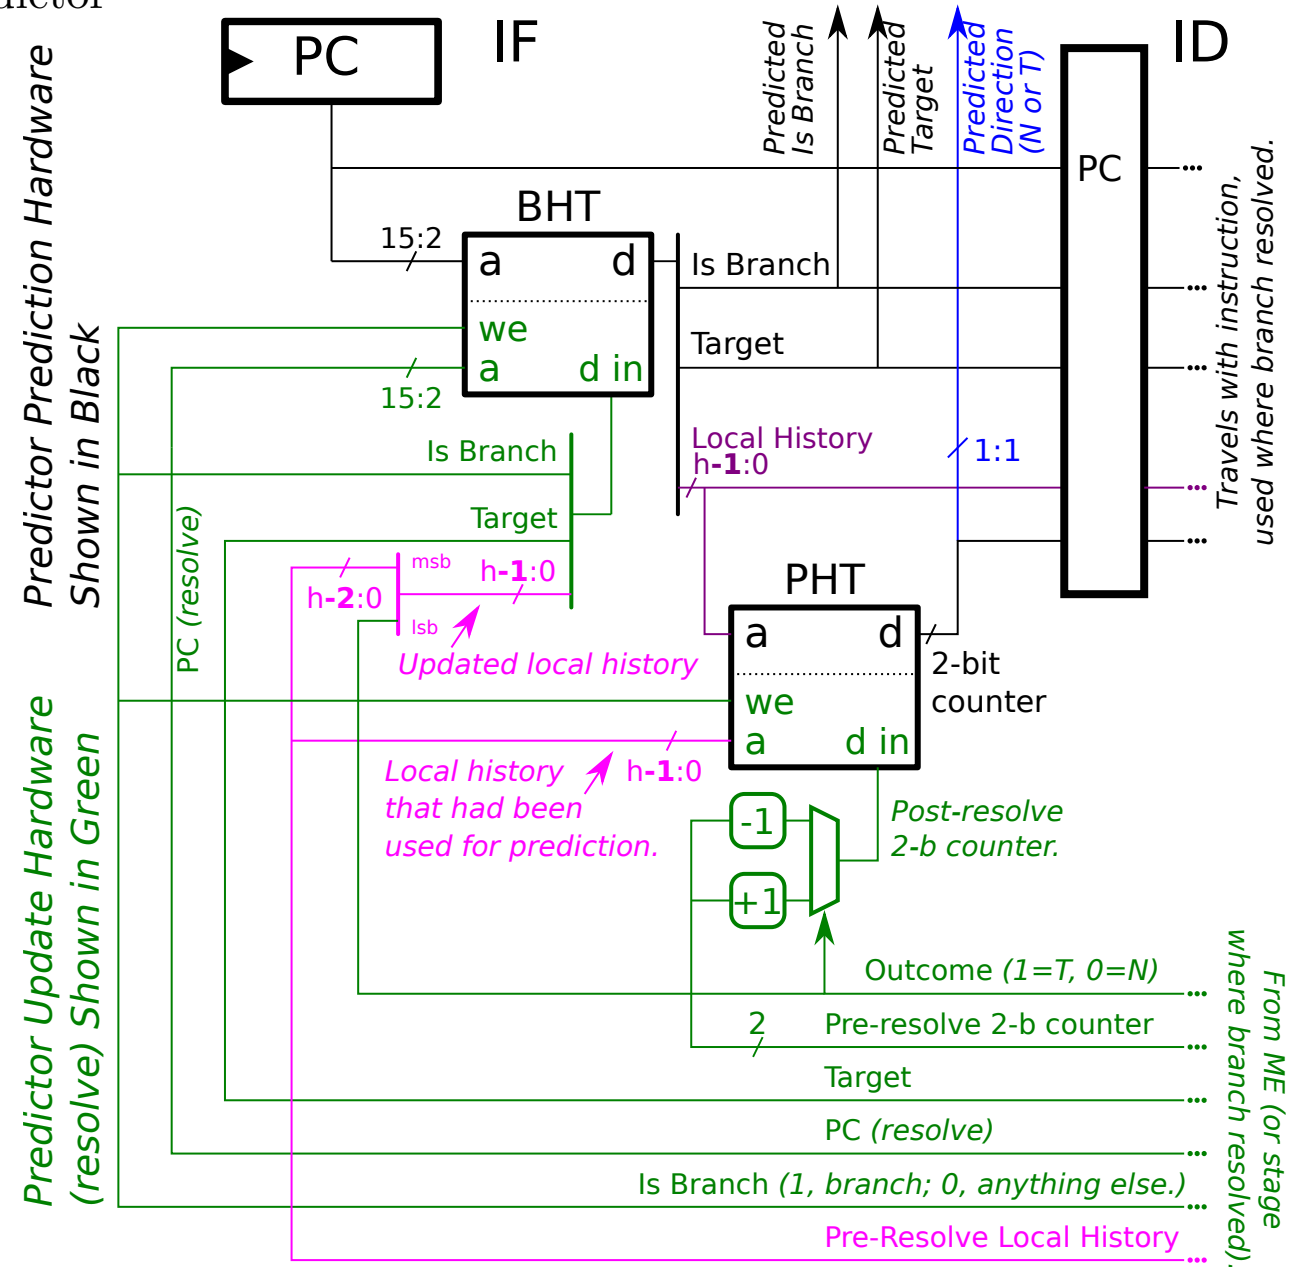 Predictor Prediction Hardware
Shown in Black
PC
IF
Predicted
Is Branch
Predicted
Target
Predicted
Direction
(N or T)
ID
PC
Travels with instruction,
used where branch resolved.
BHT
15:2
a
d
we
a
d in
15:2
Is Branch
Target
Local History
h-1:0
1:1
Is Branch
Target
PC (resolve)
msb
h-1:0
h-2:0
lsb
Updated local history
PHT
a
d
2-bit
counter
we
a
d in
Local history
that had been
used for prediction.
h-1:0
-1
+1
Post-resolve
2-b counter.
Predictor Update Hardware
(resolve) Shown in Green
Outcome (1=T, 0=N)
2
Pre-resolve 2-b counter
Target
PC (resolve)
Is Branch (1, branch; 0, anything else.)
Pre-Resolve Local History
From ME (or stage
where branch resolved).